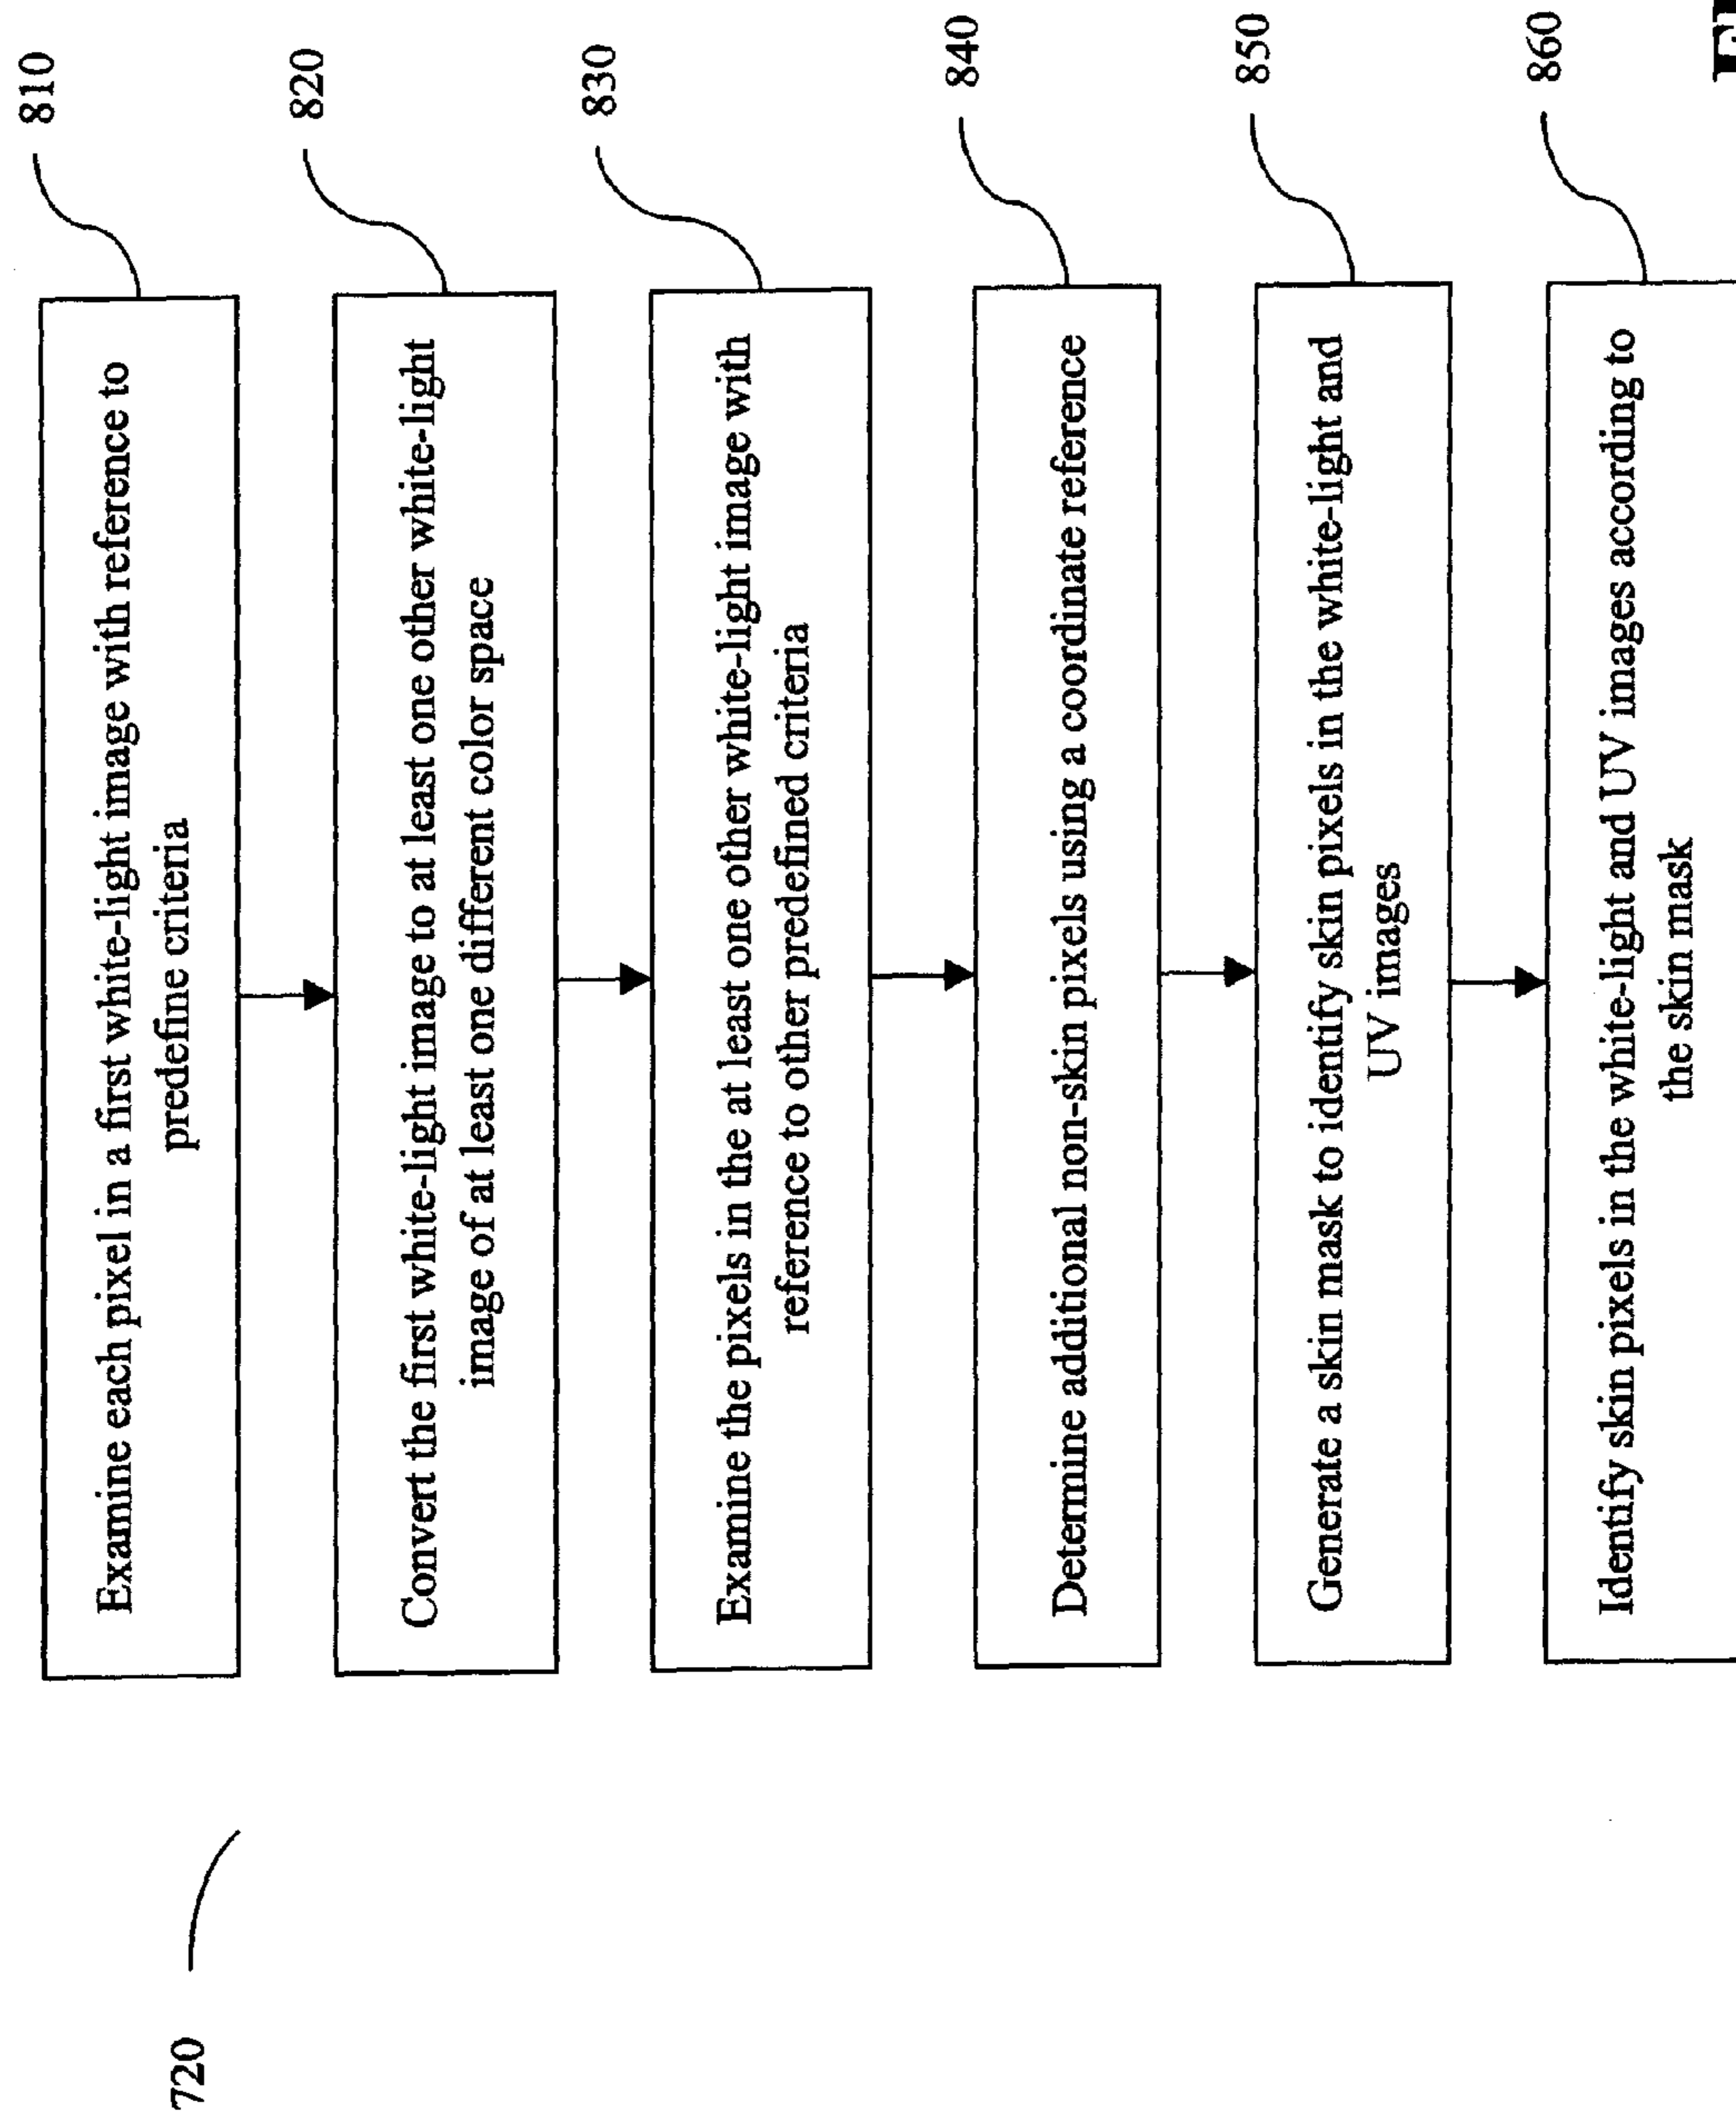 720
Examine each pixel in a first white-light image with reference to
predefine criteria
810
Convert the first white-light image to at least one other white-light
image of at least one different color space
820
Examine the pixels in the at least one other white-light image with
reference to other predefined criteria
830
Determine additional non-skin pixels using a coordinate reference
840
Generate a skin mask to identify skin pixels in the white-light and
UV images
850
Identify skin pixels in the white-light and UV images according to
the skin mask
860